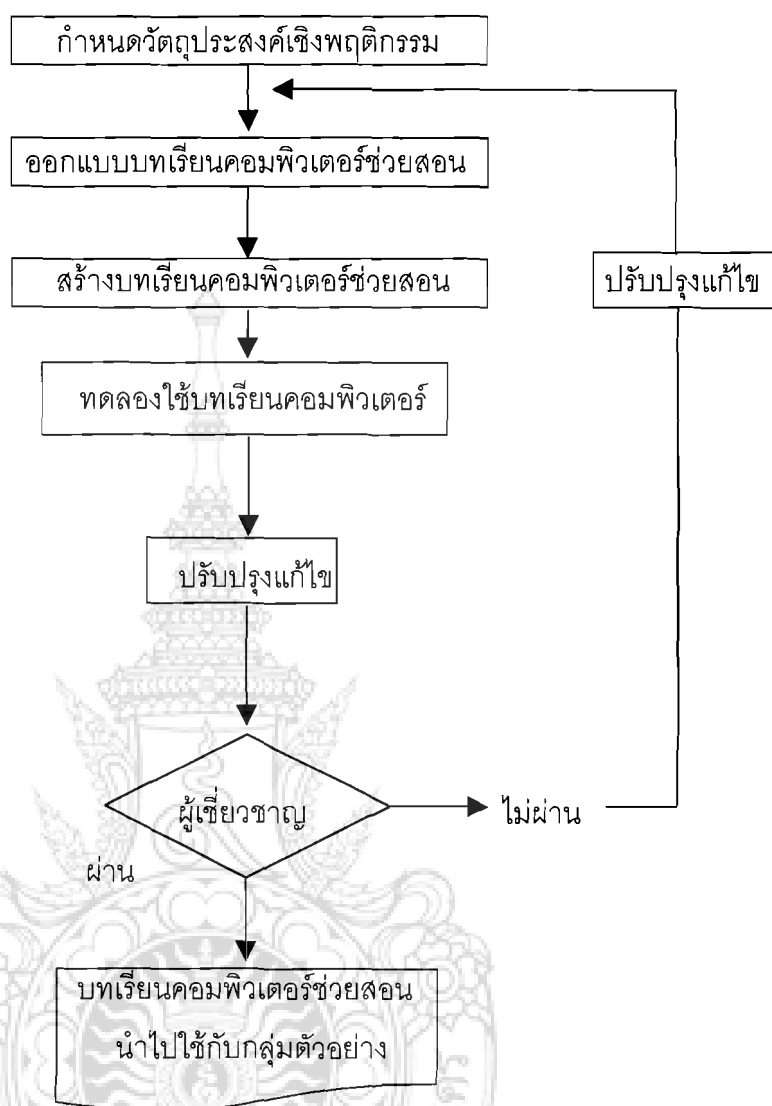 กำหนดวัตถุประสงค์เชิงพฤติกรรม
ออกแบบบทเรียนคอมพิวเตอร์ช่วยสอน
สร้างบทเรียนคอมพิวเตอร์ช่วยสอน
ปรับปรุงแก้ไข
ทดลองใช้บทเรียนคอมพิวเตอร์
ปรับปรุงแก้ไข
ผู้เชี่ยวชาญ
ไม่ผ่าน
ผ่าน
บทเรียนคอมพิวเตอร์ช่วยสอน
นำไปใช้กับกลุ่มตัวอย่าง